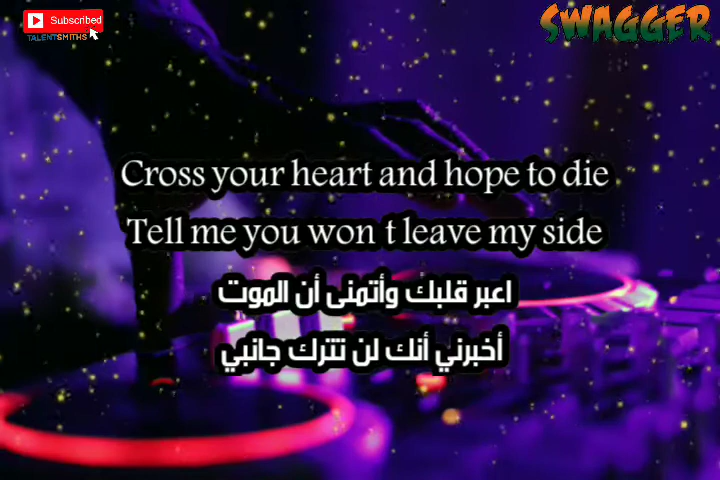 Subscribed
TALENTSMITHS
SWAGGER
Cross your heart and hope to die
Tell me you won t leave my side
اعبر قلبك وأتمنى أن الموت
أخبرني أنك لن تترك جانبي